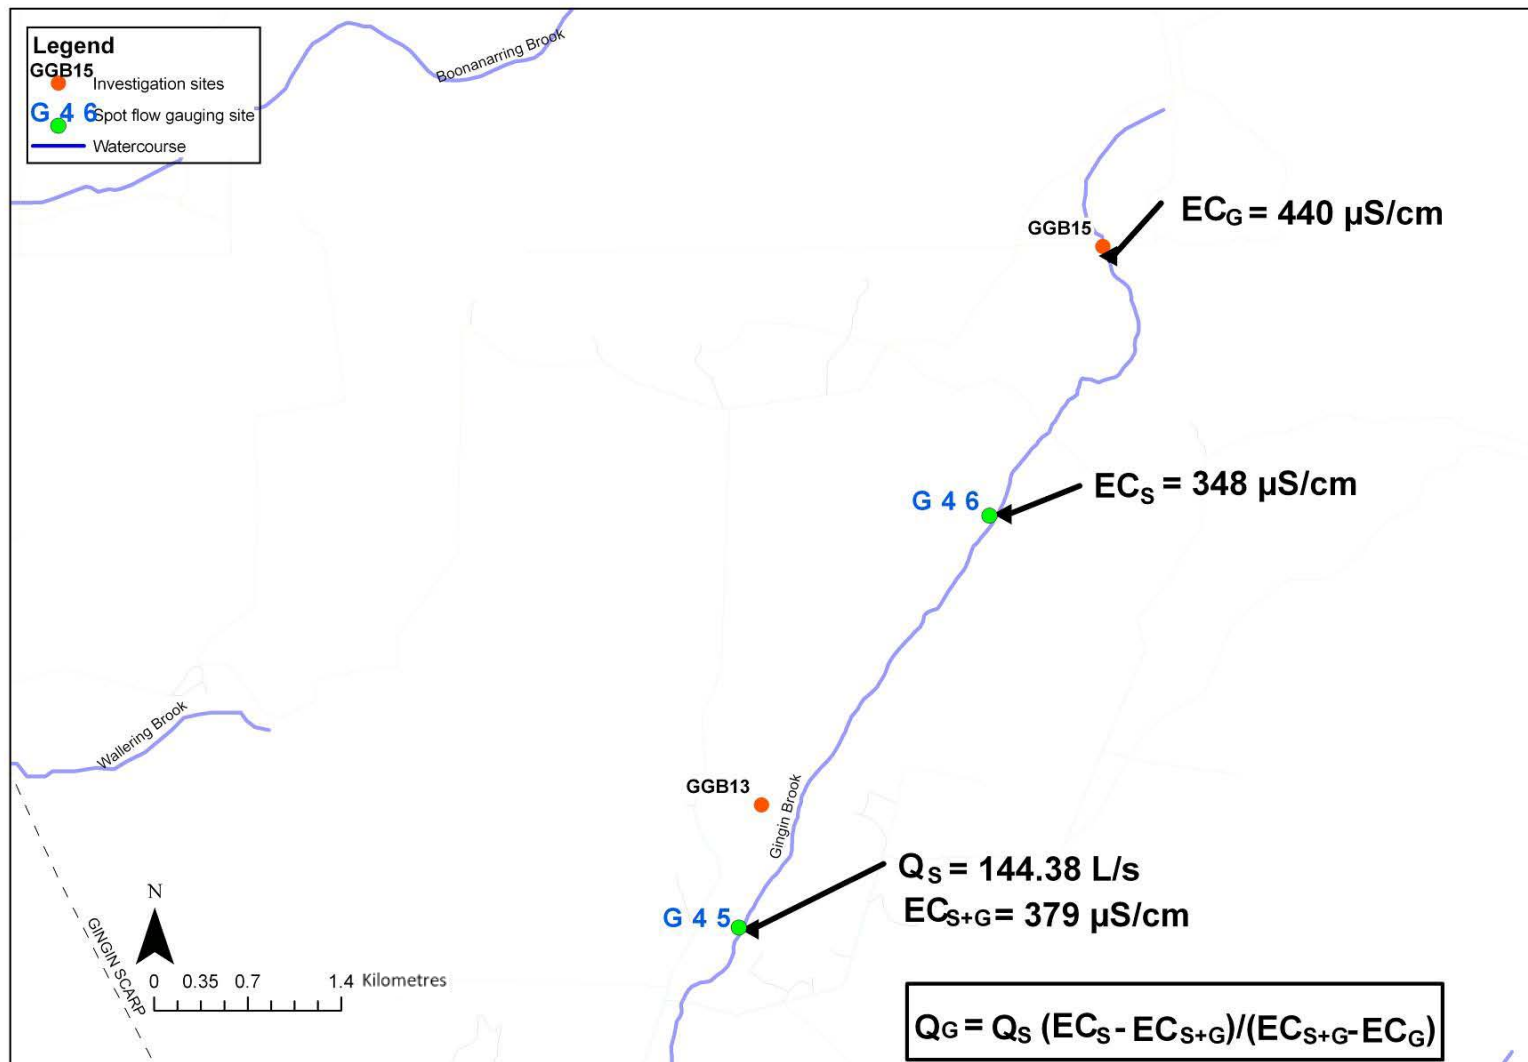 Legend
GGB15
Investigation sites
G 4 6
Spot flow gauging site
Watercourse
Boonanarring Brook
GGB15
EC_G = 440 µS/cm
G 4 6
EC_S = 348 µS/cm
Wallering Brook
GGB13
Gingin Brook
Q_S = 144.38 L/s
G 4 5
EC_S+G = 379 µS/cm
GINGIN SCARP
N
0 0.35 0.7 1.4 Kilometres
Q_G = Q_S (EC_S - EC_S+G)/(EC_S+G-EC_G)